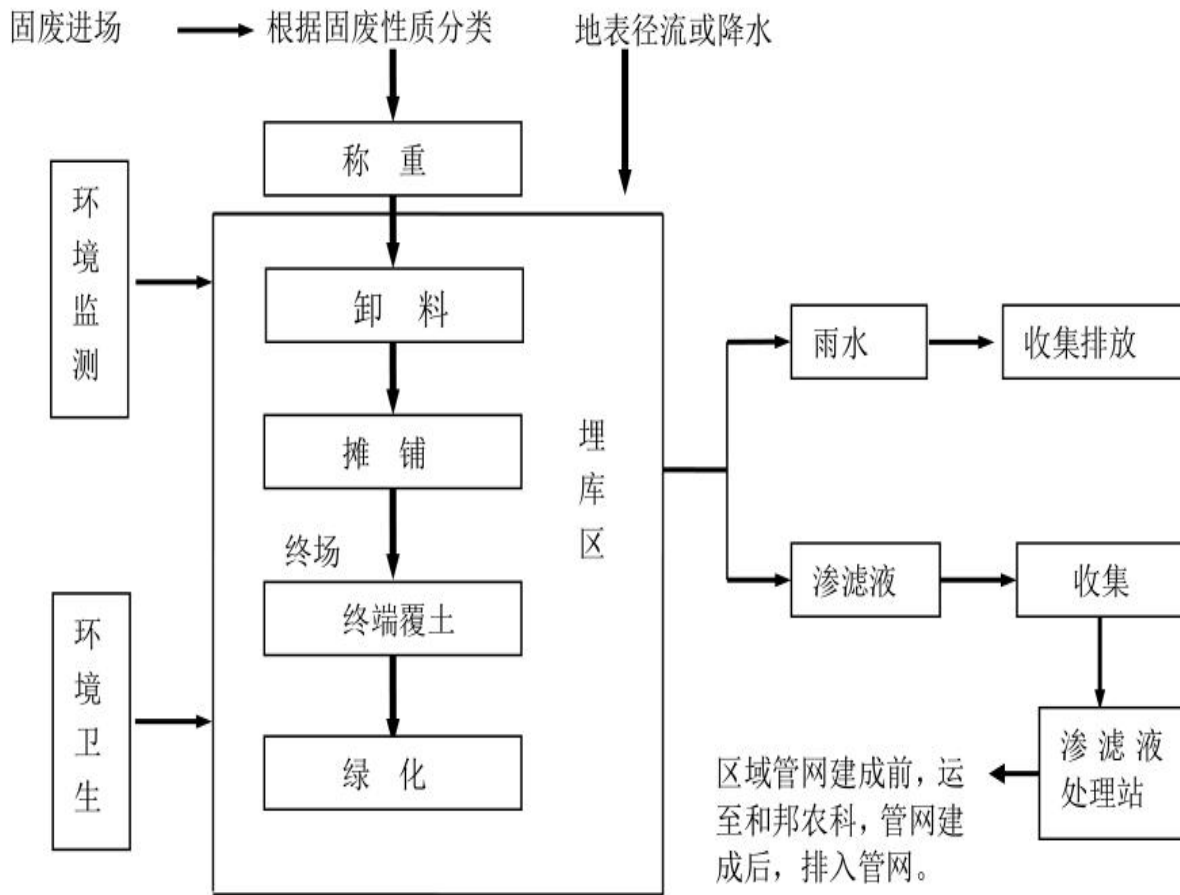 固废进场
根据固废性质分类
地表径流或降水
称 重
环境监测
卸 料
雨水
收集排放
摊 铺
埋库区
终场
渗滤液
收集
终端覆土
环境卫生
绿 化
渗 滤 液
处理站
区域管网建成前，运
至和邦农科，管网建
成后，排入管网。